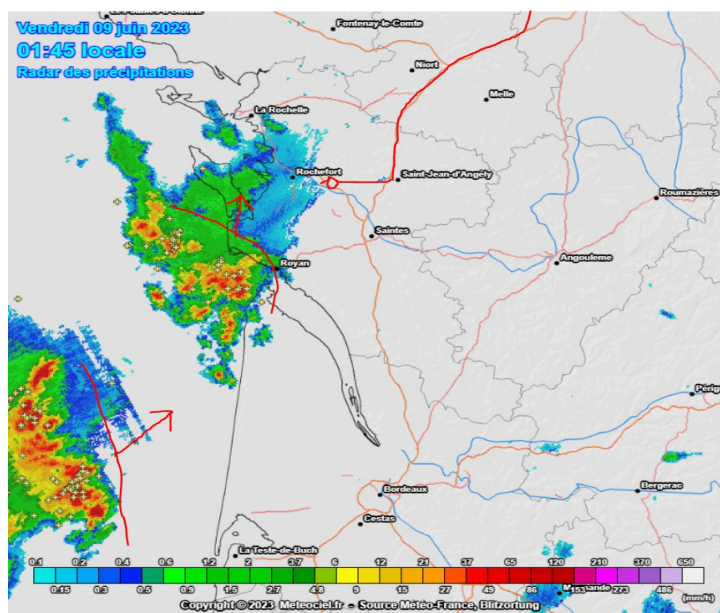 Vendredi 09 juin 2023
01:45 locale
Radar des précipitations
Fontenay-le-Comte
Niort
Melle
La Rochelle
Rochefort
Saint-Jean-d'Angély
Roumazières
Saintes
Angouleme
Royan
Bergerac
Bordeaux
Cestas
La Teste-de-Buch
0.1 0.2 0.4 0.9 1.2 2 3.7 6 12 21 37 65 120 210 370 650
0.15 0.3 0.5 1.5 2.7 4.9 9 15 27 49 86 153 273 486 (mm/h)
Copyright © 2023 Meteociel.fr - Source Météo-France, Blitzortung